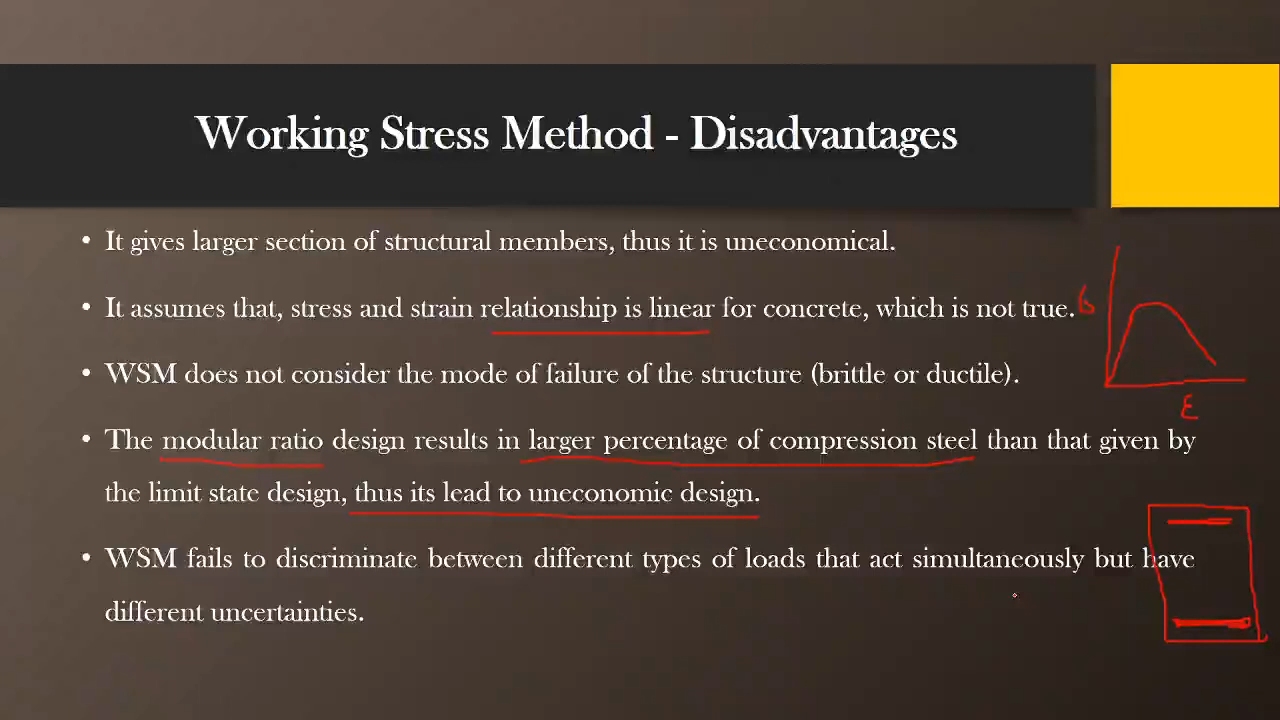 Working Stress Method - Disadvantages
• It gives larger section of structural members, thus it is uneconomical.
• It assumes that, stress and strain relationship is linear for concrete, which is not true.
σ
• WSM does not consider the mode of failure of the structure (brittle or ductile).
ε
• The modular ratio design results in larger percentage of compression steel than that given by
the limit state design, thus its lead to uneconomic design.
• WSM fails to discriminate between different types of loads that act simultaneously but have
different uncertainties.